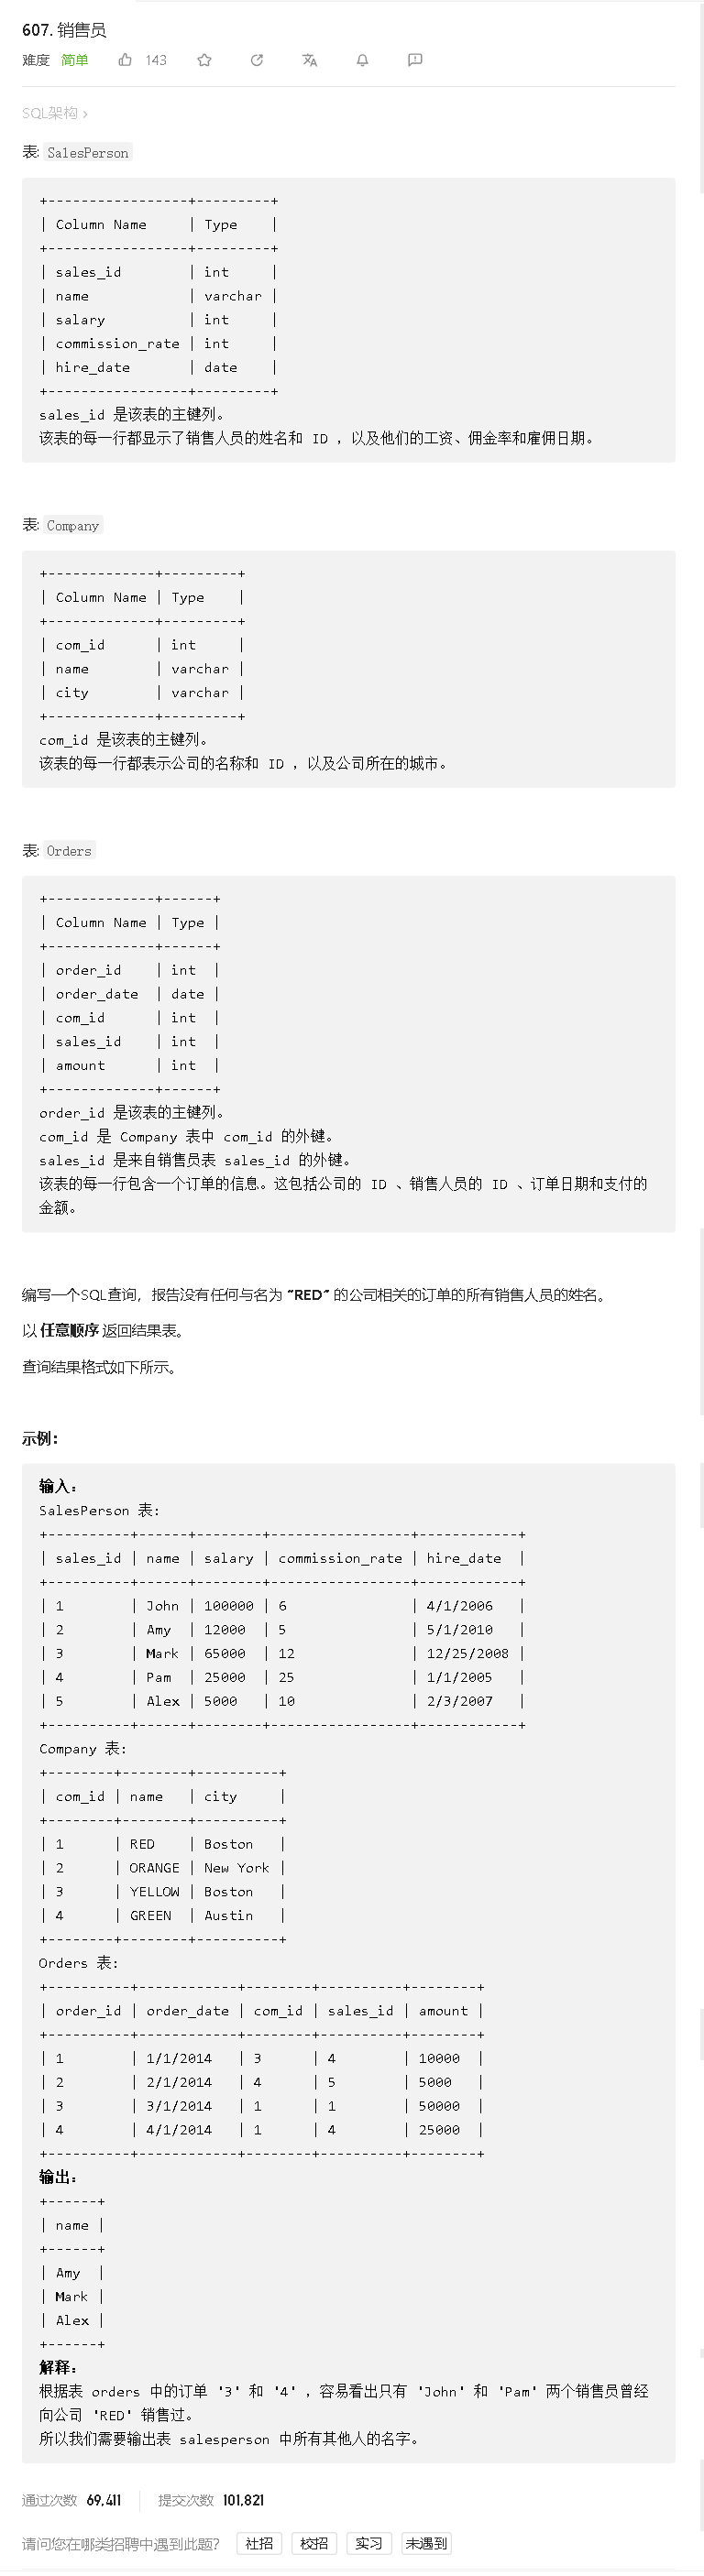 607. 销售员
难度 简单 143
SQL架构 ›
表: SalesPerson
+-----------------+---------+
| Column Name     | Type    |
+-----------------+---------+
| sales_id        | int     |
| name            | varchar |
| salary          | int     |
| commission_rate | int     |
| hire_date       | date    |
+-----------------+---------+
sales_id 是该表的主键列。
该表的每一行都显示了销售人员的姓名和 ID ，以及他们的工资、佣金率和雇佣日期。
表: Company
+-------------+---------+
| Column Name | Type    |
+-------------+---------+
| com_id      | int     |
| name        | varchar |
| city        | varchar |
+-------------+---------+
com_id 是该表的主键列。
该表的每一行都表示公司的名称和 ID ，以及公司所在的城市。
表: Orders
+-------------+------+
| Column Name | Type |
+-------------+------+
| order_id    | int  |
| order_date  | date |
| com_id      | int  |
| sales_id    | int  |
| amount      | int  |
+-------------+------+
order_id 是该表的主键列。
com_id 是 Company 表中 com_id 的外键。
sales_id 是来自销售员表 sales_id 的外键。
该表的每一行包含一个订单的信息。这包括公司的 ID 、销售人员的 ID 、订单日期和支付的
金额。
编写一个SQL查询，报告没有任何与名为 “RED” 的公司相关的订单的所有销售人员的姓名。
以 任意顺序 返回结果表。
查询结果格式如下所示。
示例：
输入：
SalesPerson 表:
+----------+------+--------+-----------------+------------+
| sales_id | name | salary | commission_rate | hire_date  |
+----------+------+--------+-----------------+------------+
| 1        | John | 100000 | 6               | 4/1/2006   |
| 2        | Amy  | 12000  | 5               | 5/1/2010   |
| 3        | Mark | 65000  | 12              | 12/25/2008 |
| 4        | Pam  | 25000  | 25              | 1/1/2005   |
| 5        | Alex | 5000   | 10              | 2/3/2007   |
+----------+------+--------+-----------------+------------+
Company 表:
+--------+--------+----------+
| com_id | name   | city     |
+--------+--------+----------+
| 1      | RED    | Boston   |
| 2      | ORANGE | New York |
| 3      | YELLOW | Boston   |
| 4      | GREEN  | Austin   |
+--------+--------+----------+
Orders 表:
+----------+------------+--------+----------+--------+
| order_id | order_date | com_id | sales_id | amount |
+----------+------------+--------+----------+--------+
| 1        | 1/1/2014   | 3      | 4        | 10000  |
| 2        | 2/1/2014   | 4      | 5        | 5000   |
| 3        | 3/1/2014   | 1      | 1        | 50000  |
| 4        | 4/1/2014   | 1      | 4        | 25000  |
+----------+------------+--------+----------+--------+
输出：
+------+
| name |
+------+
| Amy  |
| Mark |
| Alex |
+------+
解释：
根据表 orders 中的订单 '3' 和 '4' ，容易看出只有 'John' 和 'Pam' 两个销售员曾经
向公司 'RED' 销售过。
所以我们需要输出表 salesperson 中所有其他人的名字。
通过次数 69,411 提交次数 101,821
请问您在哪类招聘中遇到此题？ 社招 校招 实习 未遇到